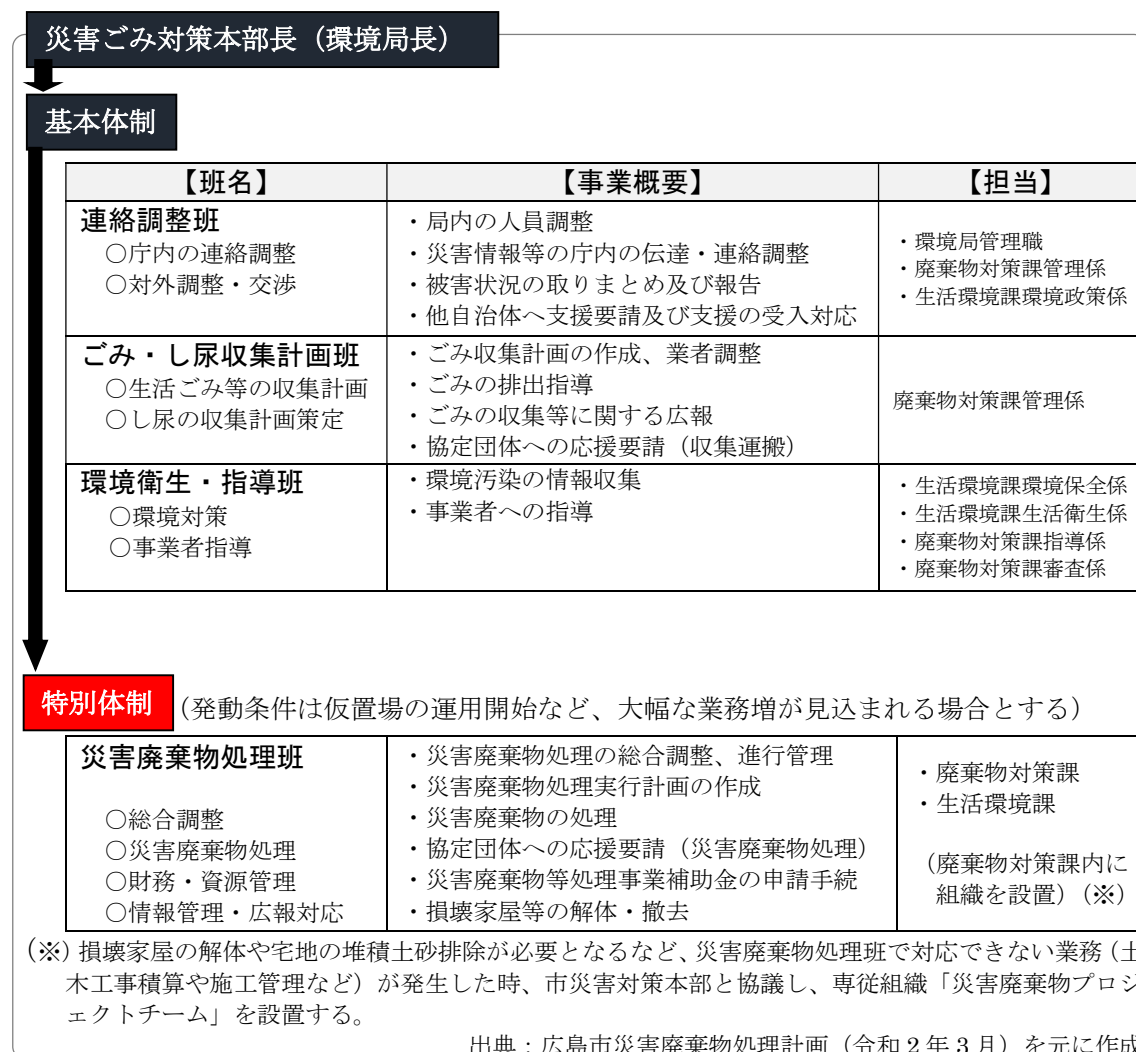 災害ごみ対策本部長（環境局長）
基本体制
【班名】
【事業概要】
【担当】
連絡調整班
○庁内の連絡調整
○対外調整・交渉
・局内の人員調整
・災害情報等の庁内の伝達・連絡調整
・被害状況の取りまとめ及び報告
・他自治体へ支援要請及び支援の受入対応
・環境局管理職
・廃棄物対策課管理係
・生活環境課環境政策係
ごみ・し尿収集計画班
○生活ごみ等の収集計画
○し尿の収集計画策定
・ごみ収集計画の作成、業者調整
・ごみの排出指導
・ごみの収集等に関する広報
・協定団体への応援要請（収集運搬）
廃棄物対策課管理係
環境衛生・指導班
○環境対策
○事業者指導
・環境汚染の情報収集
・事業者への指導
・生活環境課環境保全係
・生活環境課生活衛生係
・廃棄物対策課指導係
・廃棄物対策課審査係
特別体制
（発動条件は仮置場の運用開始など、大幅な業務増が見込まれる場合とする）
災害廃棄物処理班
○総合調整
○災害廃棄物処理
○財務・資源管理
○情報管理・広報対応
・災害廃棄物処理の総合調整、進行管理
・災害廃棄物処理実行計画の作成
・災害廃棄物の処理
・協定団体への応援要請（災害廃棄物処理）
・災害廃棄物等処理事業補助金の申請手続
・損壊家屋等の解体・撤去
・廃棄物対策課
・生活環境課
（廃棄物対策課内に
組織を設置）（※）
（※）損壊家屋の解体や宅地の堆積土砂排除が必要となるなど、災害廃棄物処理班で対応できない業務（土
木工事積算や施工管理など）が発生した時、市災害対策本部と協議し、専従組織「災害廃棄物プロジ
ェクトチーム」を設置する。
出典：広島市災害廃棄物処理計画（令和2年3月）を元に作成